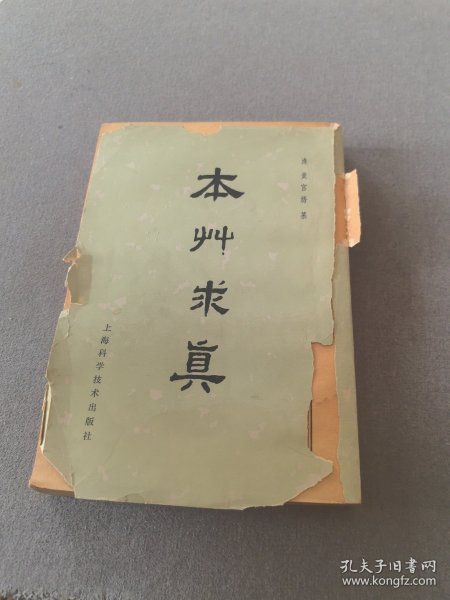 清 黄宫绣 纂
本艸求真
上海科学技术出版社
孔夫子旧书网
www.kongfz.com